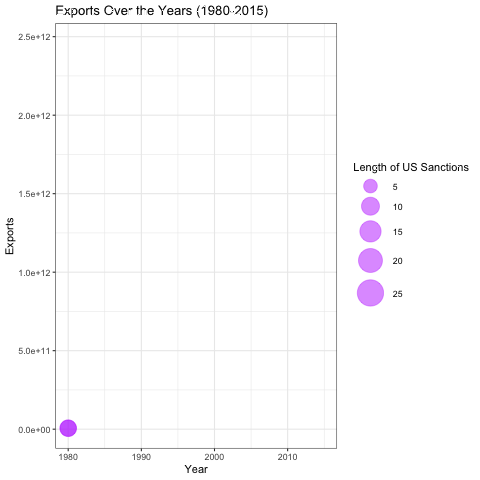 Exports Over the Years (1980-2015)
2.5e+12
2.0e+12
1.5e+12
1.0e+12
5.0e+11
0.0e+00
Exports
1980 1990 2000 2010
Year
Length of US Sanctions
5
10
15
20
25